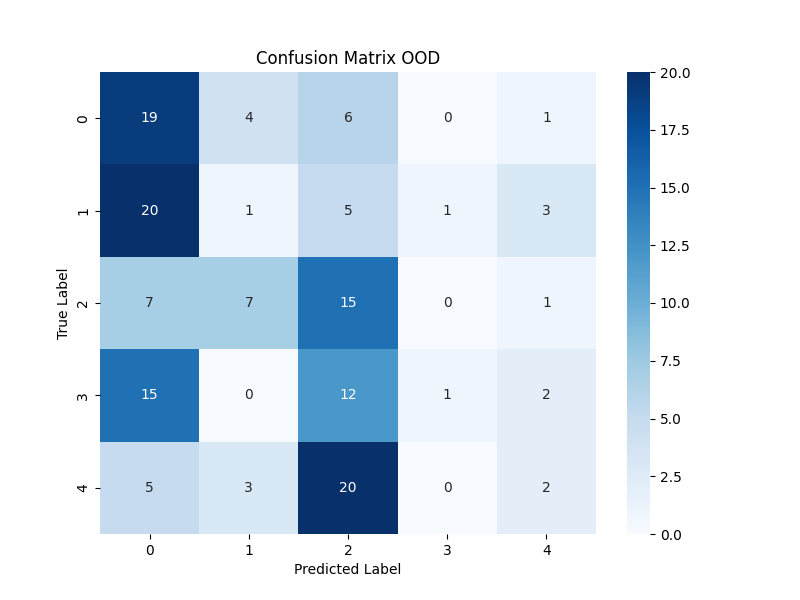 Confusion Matrix OOD
0 19 4 6 0 1
1 20 1 5 1 3
2 7 7 15 0 1
3 15 0 12 1 2
4 5 3 20 0 2
0 1 2 3 4
Predicted Label
True Label
20.0
17.5
15.0
12.5
10.0
7.5
5.0
2.5
0.0